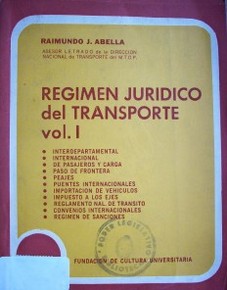 RAIMUNDO J. ABELLA
ASESOR LETRADO de la DIRECCION
NACIONAL de TRANSPORTE del M.T.O.P.
REGIMEN JURIDICO
del TRANSPORTE
vol. I
• INTERDEPARTAMENTAL
• INTERNACIONAL
• DE PASAJEROS Y CARGA
• PASO DE FRONTERA
• PEAJES
• PUENTES INTERNACIONALES
• IMPORTACION DE VEHICULOS
• IMPUESTO A LOS EJES
• REGLAMENTO NAL. DE TRANSITO
• CONVENIOS INTERNACIONALES
• REGIMEN DE SANCIONES
PODER LEGISLATIVO
FUNDACION DE CULTURA UNIVERSITARIA